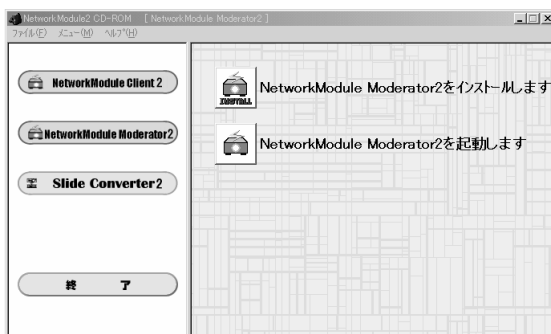 NetworkModule2 CD-ROM [ NetworkModule Moderator2 ]
ファイル(F) メニュー(M) ヘルプ(H)
NetworkModule Client 2
NetworkModule Moderator2
Slide Converter2
終 了
INSTALL
NetworkModule Moderator2をインストールします
NetworkModule Moderator2を起動します